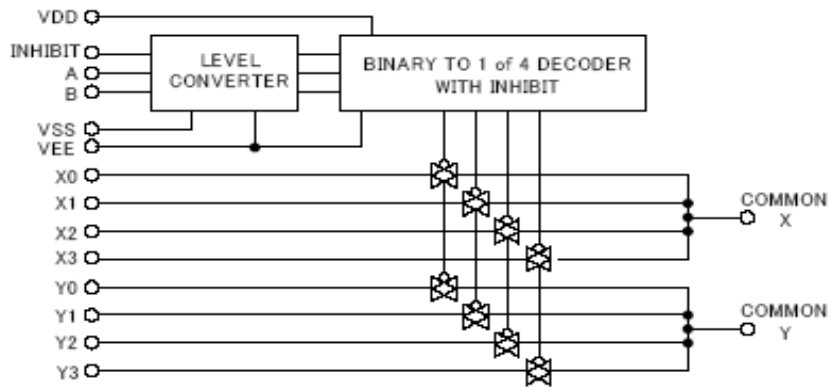 VDD
INHIBIT
A
B
LEVEL
CONVERTER
BINARY TO 1 of 4 DECODER
WITH INHIBIT
VSS
VEE
X0
X1
X2
X3
COMMON
X
Y0
Y1
Y2
Y3
COMMON
Y